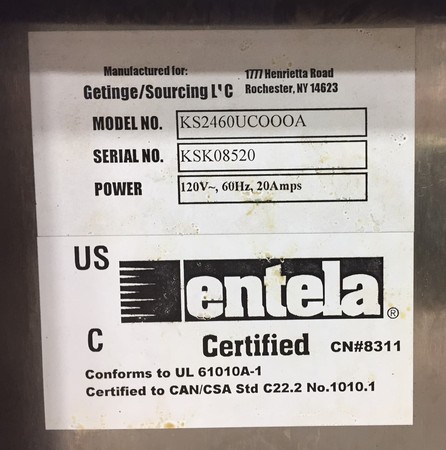 Manufactured for:
1777 Henrietta Road
Getinge/Sourcing L'C
Rochester, NY 14623
MODEL NO. KS2460UCOOOA
SERIAL NO. KSK08520
POWER 120V~, 60Hz, 20Amps
US
entela®
C
Certified CN#8311
Conforms to UL 61010A-1
Certified to CAN/CSA Std C22.2 No.1010.1